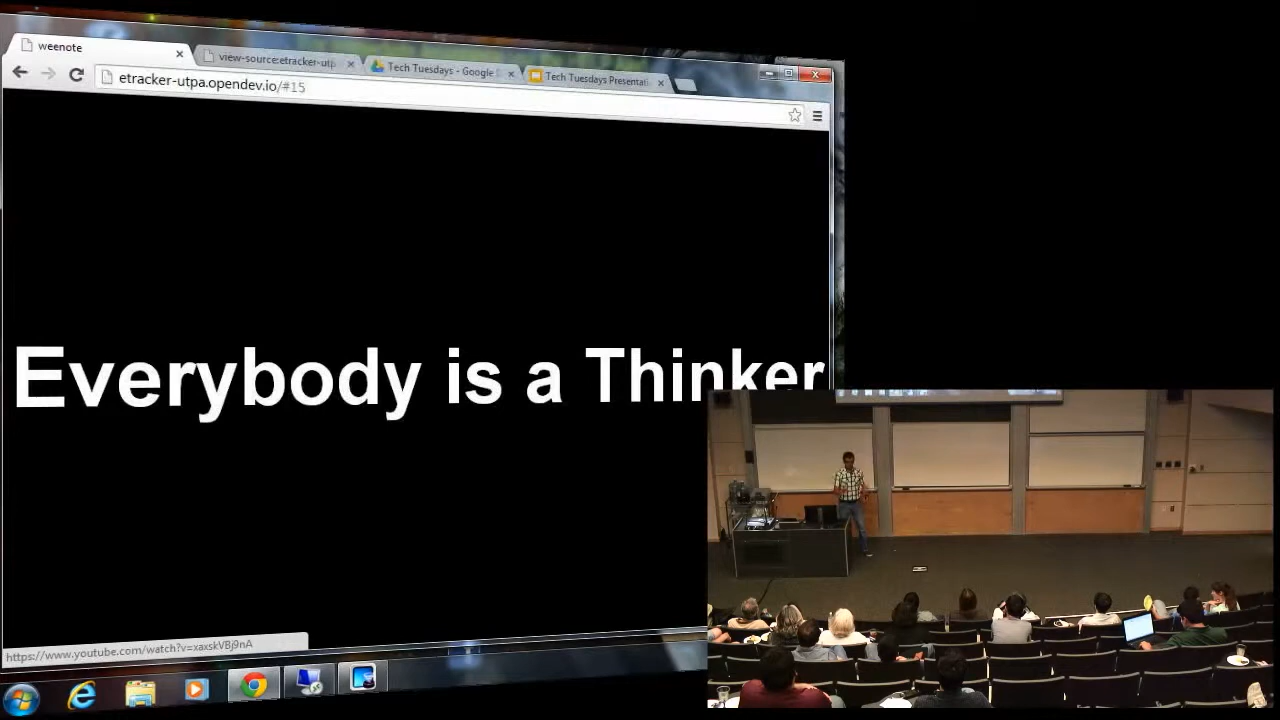 weenote
view-source:etracker-utp
Tech Tuesdays - Google
Tech Tuesdays Presentati
etracker-utpa.opendev.io/#15
Everybody is a Thinker
https://www.youtube.com/watch?v=xaxskVBj9nA